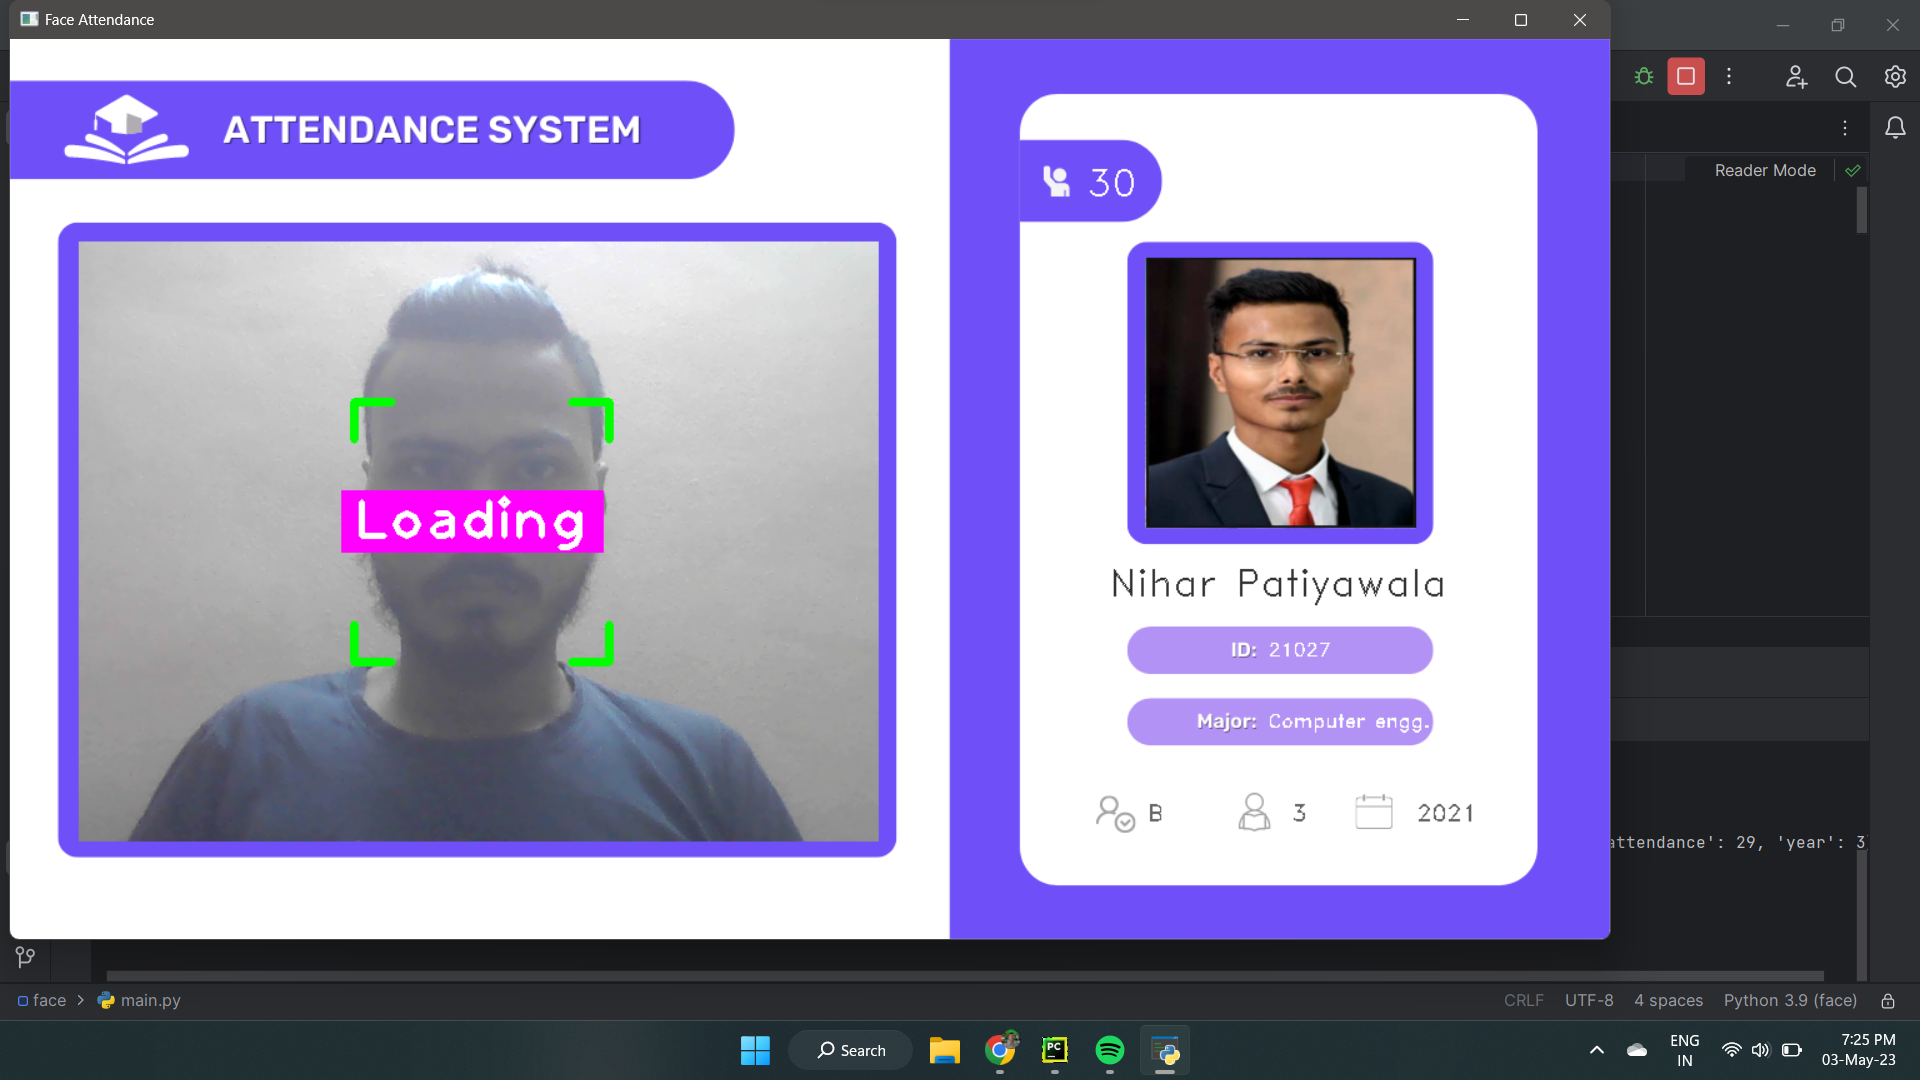 Face Attendance
ATTENDANCE SYSTEM
30
Loading
Nihar Patiyawala
ID: 21027
Major: Computer engg.
B
3
2021
Reader Mode
attendance': 29, 'year': 3
face > main.py
CRLF UTF-8 4 spaces Python 3.9 (face)
PC
Search
ENG
IN
7:25 PM
03-May-23